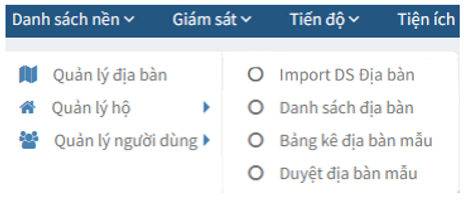 Danh sách nền Giám sát Tiến độ Tiện ích
Quản lý địa bàn
Quản lý hộ
Quản lý người dùng
Import DS Địa bàn
Danh sách địa bàn
Bảng kê địa bàn mẫu
Duyệt địa bàn mẫu